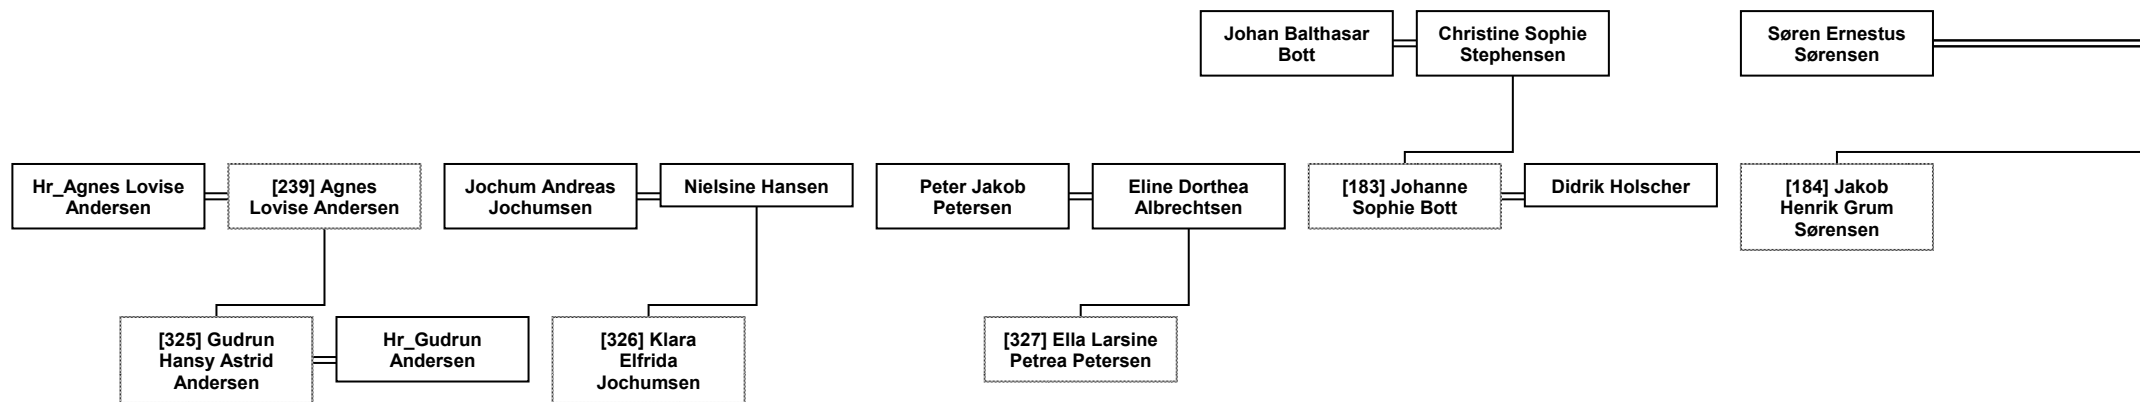 Johan Balthasar
Bott
Christine Sophie
Stephensen
Søren Ernestus
Sørensen
Hr_Agnes Lovise
Andersen
[239] Agnes
Lovise Andersen
Jochum Andreas
Jochumsen
Nielsine Hansen
Peter Jakob
Petersen
Eline Dorthea
Albrechtsen
[183] Johanne
Sophie Bott
Didrik Holscher
[184] Jakob
Henrik Grum
Sørensen
[325] Gudrun
Hansy Astrid
Andersen
Hr_Gudrun
Andersen
[326] Klara
Elfrida
Jochumsen
[327] Ella Larsine
Petrea Petersen